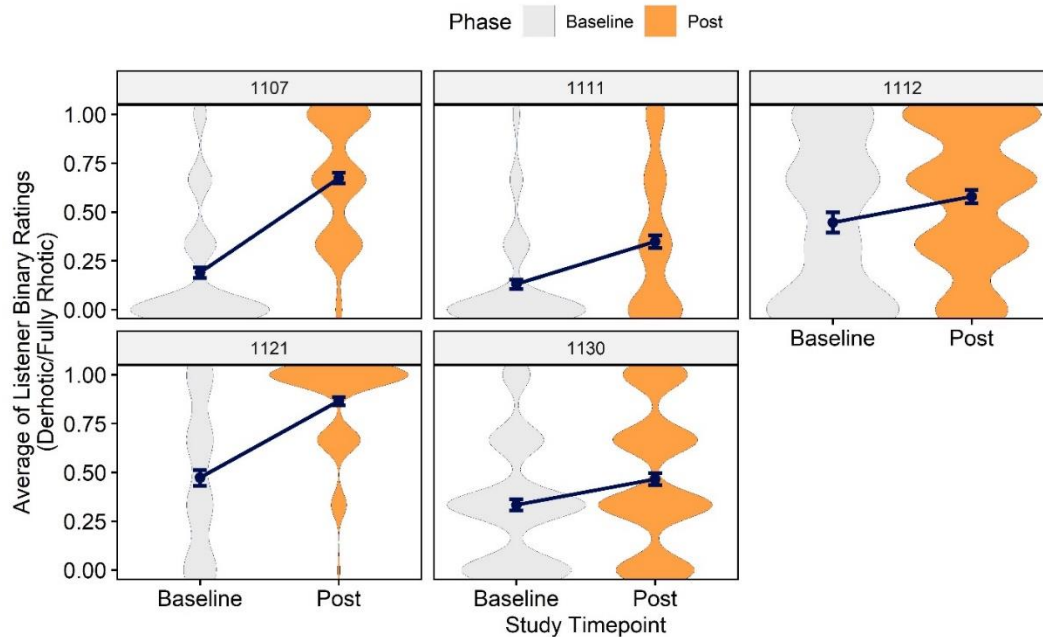 Phase Baseline Post
1107 1111 1112
1.00
0.75
0.50
0.25
0.00
Baseline Post
1121 1130
1.00
0.75
0.50
0.25
0.00
Baseline Post Baseline Post
Study Timepoint
Average of Listener Binary Ratings
(Derhotic/Fully Rhotic)